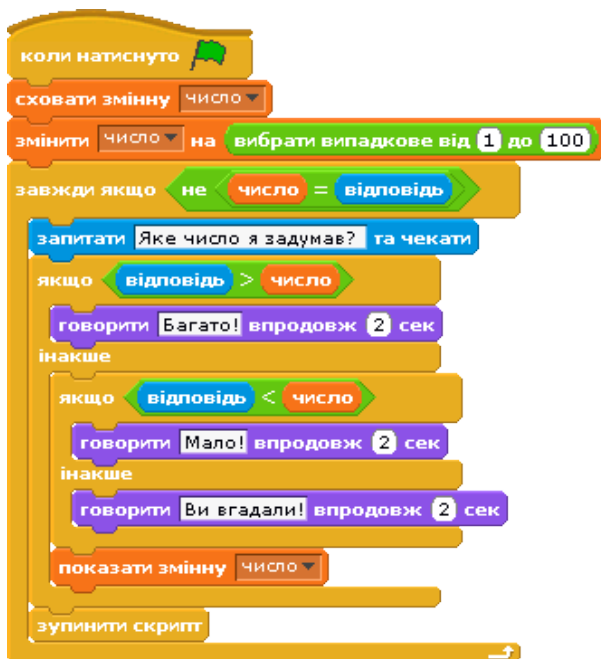 коли натиснуто
сховати змінну число
змінити число на вибрати випадкове від 1 до 100
завжди якщо не число = відповідь
запитати Яке число я задумав? та чекати
якщо відповідь > число
говорити Багато! впродовж 2 сек
інакше
якщо відповідь < число
говорити Мало! впродовж 2 сек
інакше
говорити Ви вгадали! впродовж 2 сек
показати змінну число
зупинити скрипт